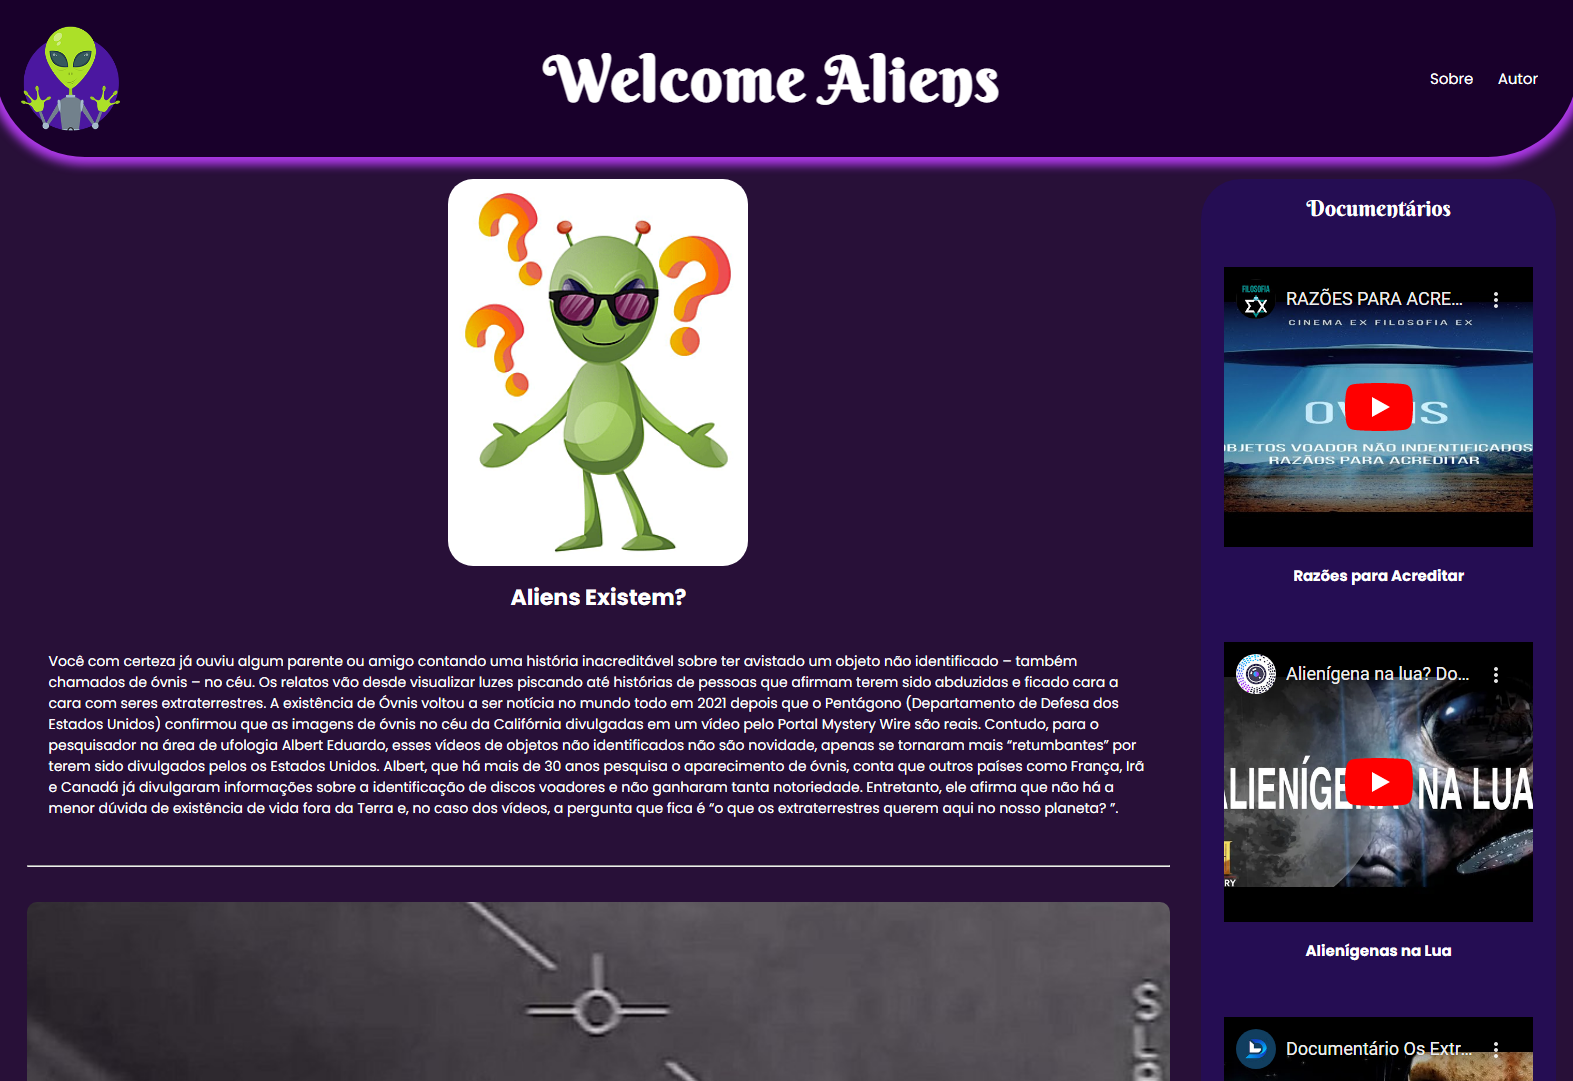 Welcome Aliens
Sobre
Autor
Aliens Existem?
Você com certeza já ouviu algum parente ou amigo contando uma história inacreditável sobre ter avistado um objeto não identificado – também
chamados de óvnis – no céu. Os relatos vão desde visualizar luzes piscando até histórias de pessoas que afirmam terem sido abduzidas e ficado cara a
cara com seres extraterrestres. A existência de Óvnis voltou a ser notícia no mundo todo em 2021 depois que o Pentágono (Departamento de Defesa dos
Estados Unidos) confirmou que as imagens de óvnis no céu da Califórnia divulgadas em um vídeo pelo Portal Mystery Wire são reais. Contudo, para o
pesquisador na área de ufologia Albert Eduardo, esses vídeos de objetos não identificados não são novidade, apenas se tornaram mais “retumbantes” por
terem sido divulgados pelos os Estados Unidos. Albert, que há mais de 30 anos pesquisa o aparecimento de óvnis, conta que outros países como França, Irã
e Canadá já divulgaram informações sobre a identificação de discos voadores e não ganharam tanta notoriedade. Entretanto, ele afirma que não há a
menor dúvida de existência de vida fora da Terra e, no caso dos vídeos, a pergunta que fica é “o que os extraterrestres querem aqui no nosso planeta? ”.
Documentários
FILOSOFIA
EX
RAZÕES PARA ACRE...
CINEMA EX FILOSOFIA EX
BJETOS VOADOR NÃO INDENTIFICADOS
RAZÃOS PARA ACREDITAR
Razões para Acreditar
Alienígena na lua? Do...
NA LUA
RY
Alienígenas na Lua
Documentário Os Extr...
S
L